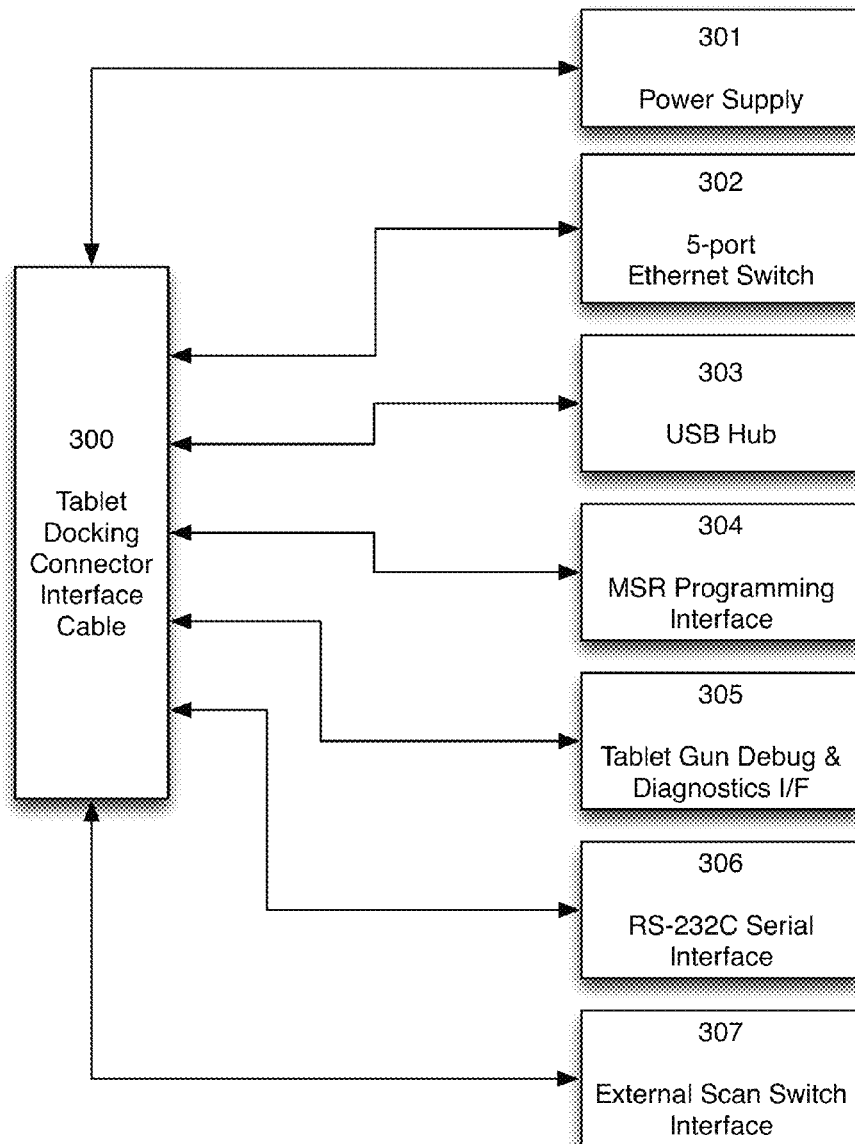 301
Power Supply
302
5-port
Ethernet Switch
303
USB Hub
300
Tablet
Docking
Connector
Interface
Cable
304
MSR Programming
Interface
305
Tablet Gun Debug &
Diagnostics I/F
306
RS-232C Serial
Interface
307
External Scan Switch
Interface